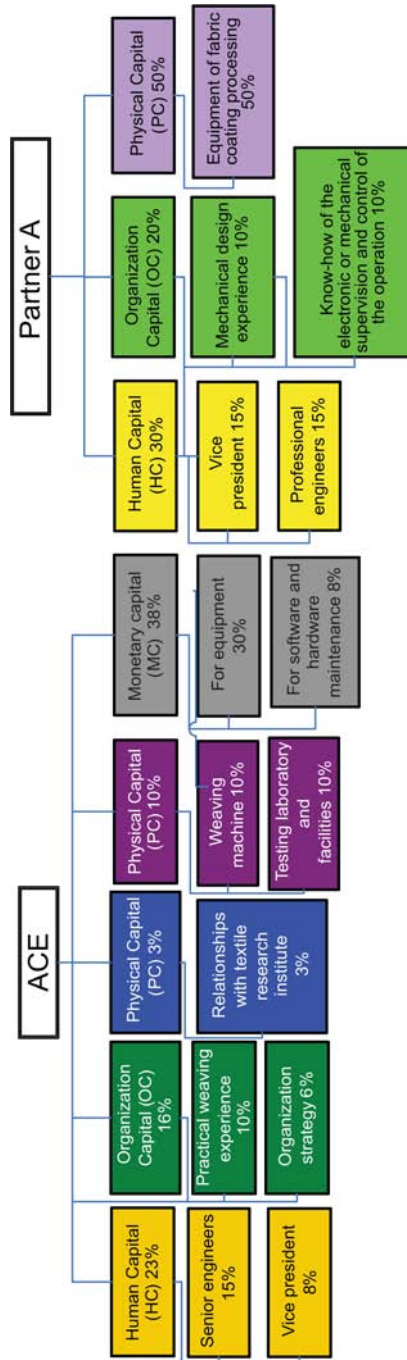 ACE
Human Capital
(HC) 23%
Senior engineers
15%
Vice president
8%
Organization
Capital (OC)
16%
Practical weaving
experience
10%
Organization
strategy 6%
Physical Capital
(PC) 3%
Relationships
with textile
research
institute
3%
Physical Capital
(PC) 10%
Weaving
machine 10%
Testing laboratory
and
facilities 10%
Monetary capital
(MC) 38%
For equipment
30%
For software and
hardware
maintenance 8%
Partner A
Human Capital
(HC) 30%
Vice
president 15%
Professional
engineers 15%
Organization
Capital (OC) 20%
Mechanical design
experience 10%
Know-how of the
electronic or mechanical
supervision and control of
the operation 10%
Physical Capital
(PC) 50%
Equipment of fabric
coating processing
50%